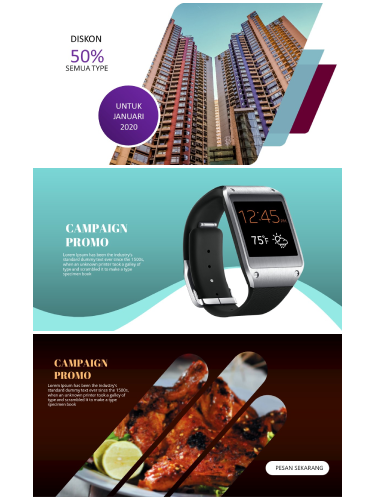 DISKON
50%
SEMUA TYPE
UNTUK
JANUARI
2020
CAMPAIGN
PROMO
Lorem Ipsum has been the industry's
standard dummy text ever since the 1500s,
when an unknown printer took a galley of
type and scrambled it to make a type
specimen book
12:45
75°F
CAMPAIGN
PROMO
Lorem Ipsum has been the industry's
standard dummy text ever since the 1500s,
when an unknown printer took a galley of
type and scrambled it to make a type
specimen book
PESAN SEKARANG